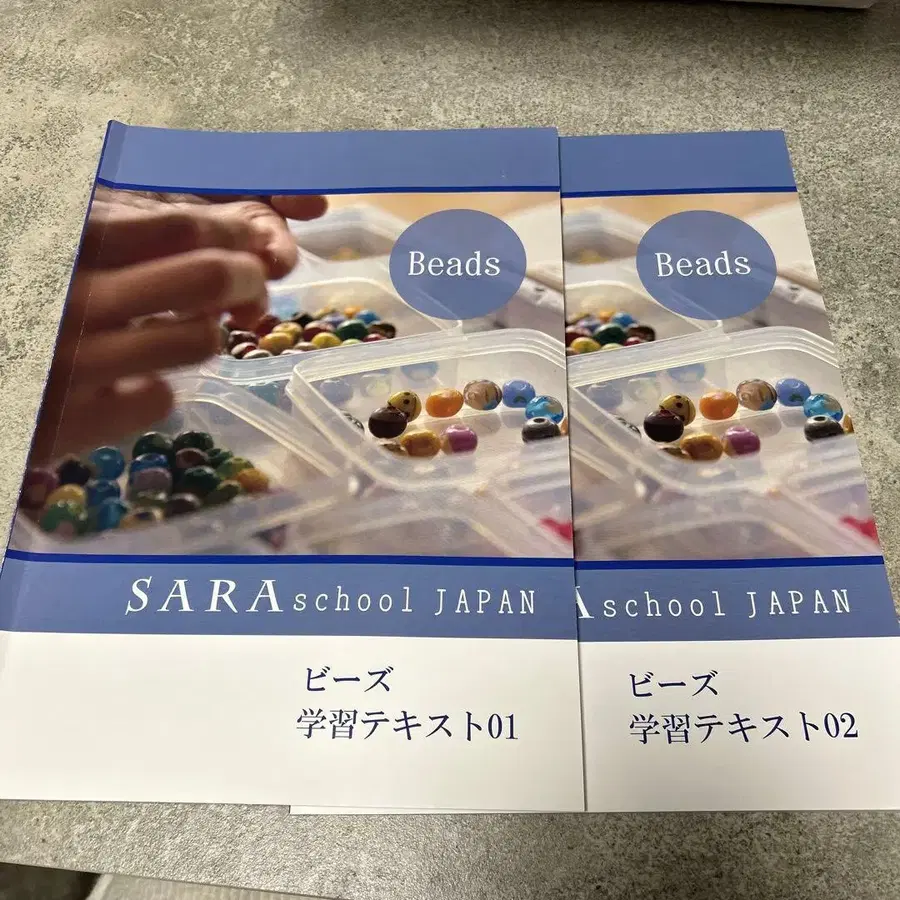 Beads
SARA school JAPAN
ビーズ
学習テキスト01
Beads
A school JAPAN
ビーズ
学習テキスト02